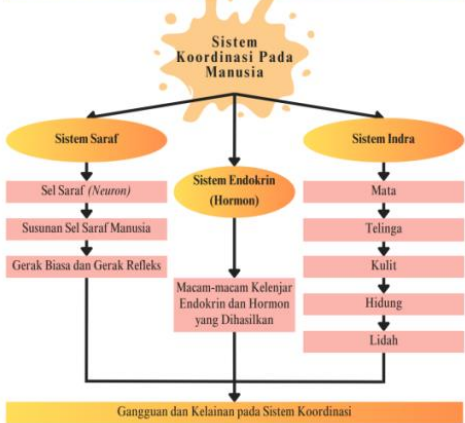 Sistem
Koordinasi Pada
Manusia
Sistem Saraf
Sel Saraf (Neuron)
Susunan Sel Saraf Manusia
Gerak Biasa dan Gerak Refleks
Sistem Endokrin
(Hormon)
Macam-macam Kelenjar
Endokrin dan Hormon
yang Dihasilkan
Sistem Indra
Mata
Telinga
Kulit
Hidung
Lidah
Gangguan dan Kelainan pada Sistem Koordinasi